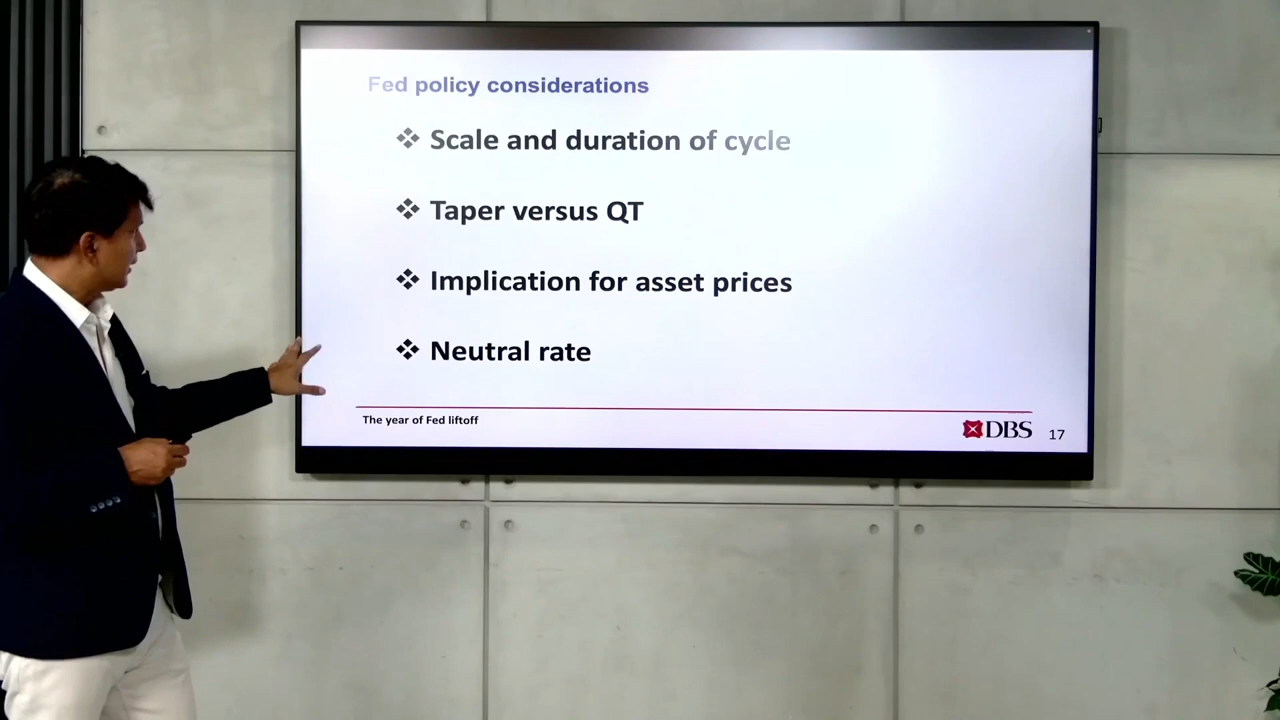 Fed policy considerations
❖ Scale and duration of cycle
❖ Taper versus QT
❖ Implication for asset prices
❖ Neutral rate
The year of Fed liftoff
DBS 17